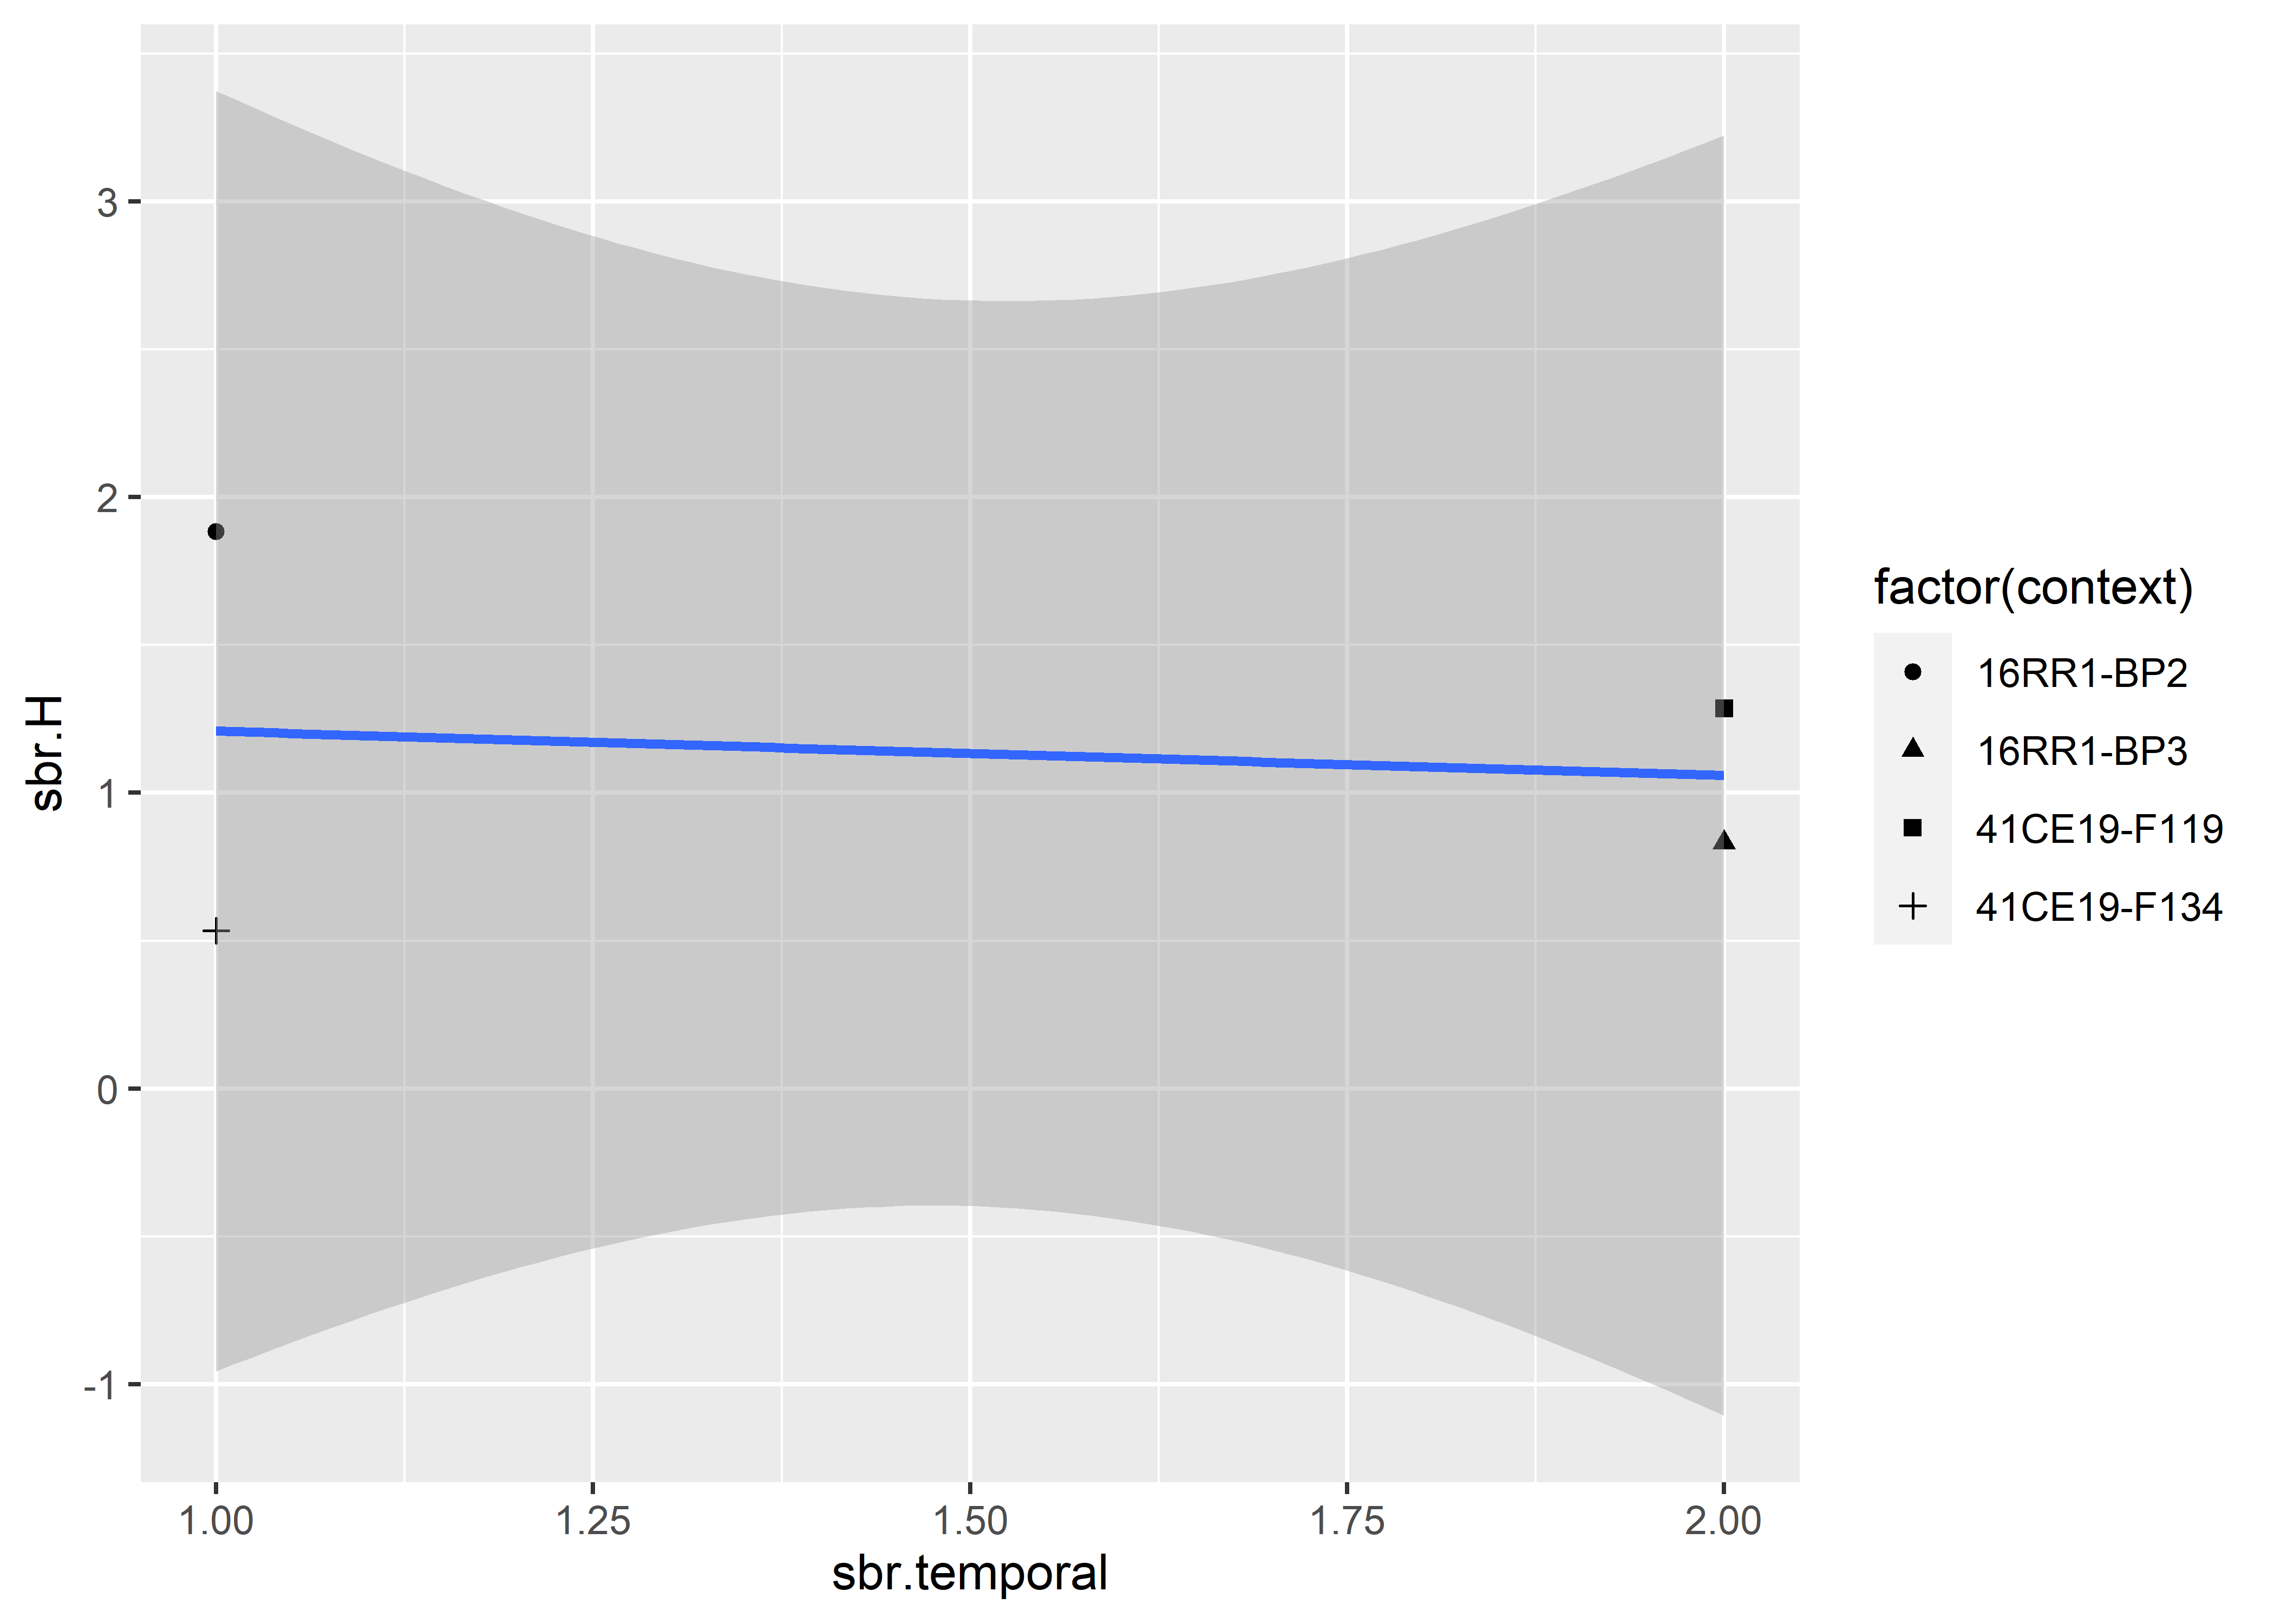 3
2
1
0
-1
sbr.H
1.00 1.25 1.50 1.75 2.00
sbr.temporal
factor(context)
16RR1-BP2
16RR1-BP3
41CE19-F119
41CE19-F134